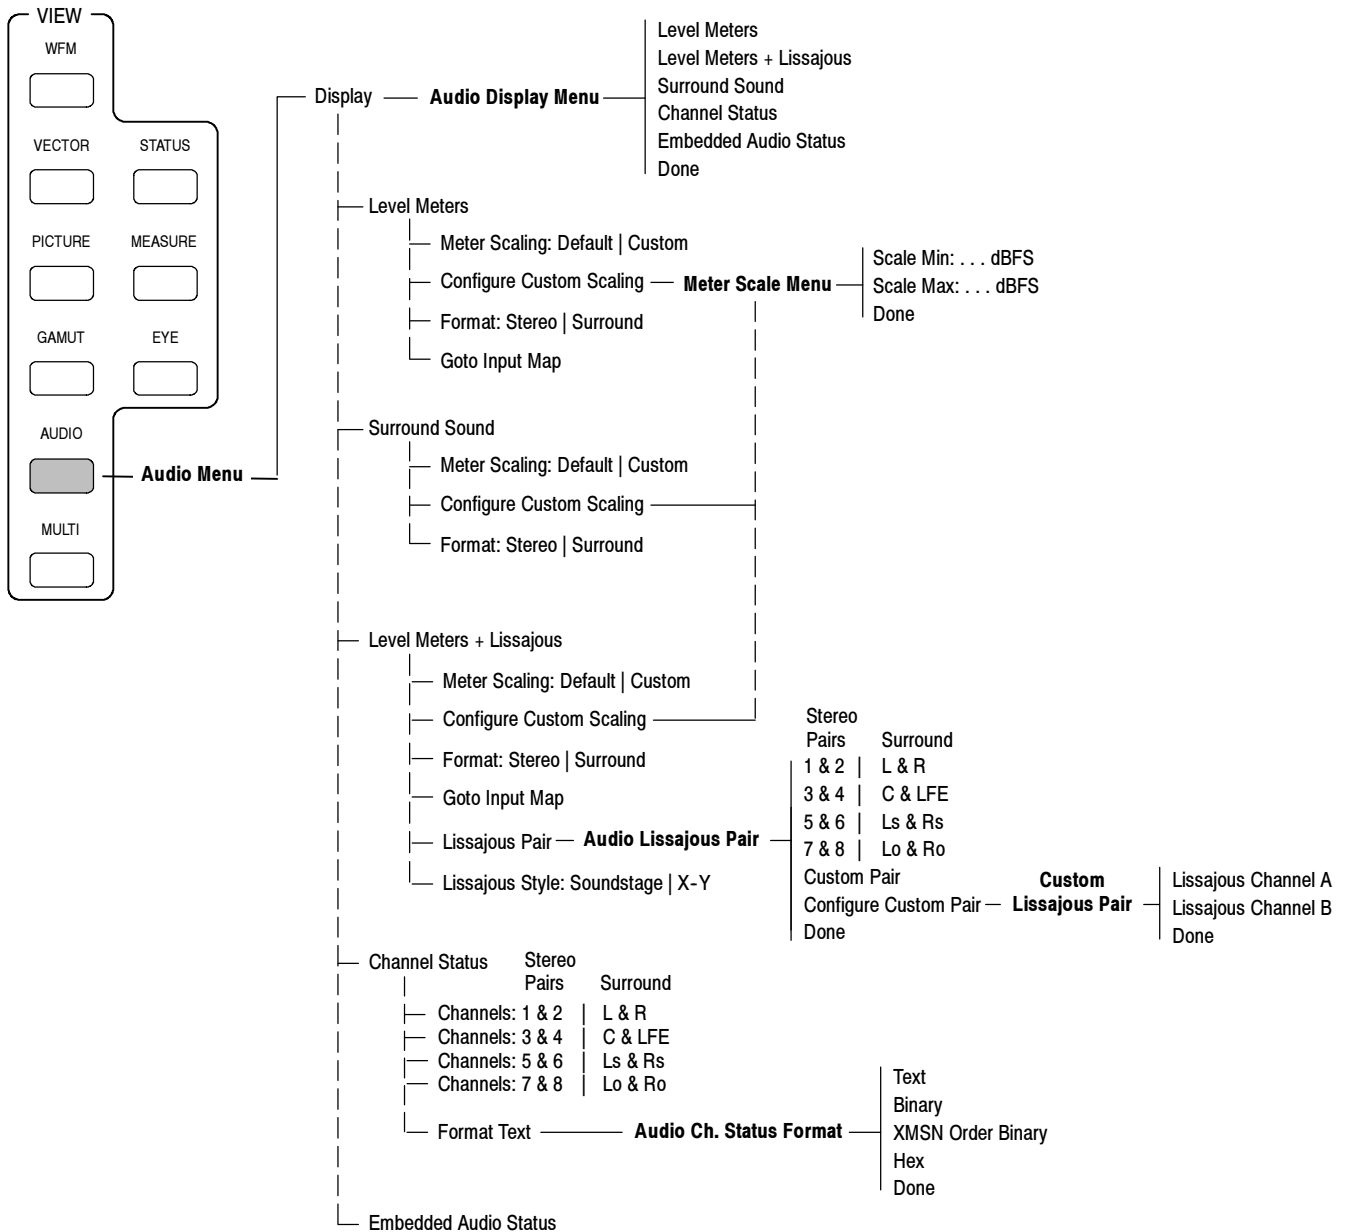 VIEW
WFM
VECTOR
STATUS
PICTURE
MEASURE
GAMUT
EYE
AUDIO
MULTI
Audio Menu
Display
Audio Display Menu
Level Meters
Level Meters + Lissajous
Surround Sound
Channel Status
Embedded Audio Status
Done
Level Meters
Meter Scaling: Default | Custom
Configure Custom Scaling
Meter Scale Menu
Scale Min: . . . dBFS
Scale Max: . . . dBFS
Done
Format: Stereo | Surround
Goto Input Map
Surround Sound
Meter Scaling: Default | Custom
Configure Custom Scaling
Format: Stereo | Surround
Level Meters + Lissajous
Meter Scaling: Default | Custom
Configure Custom Scaling
Format: Stereo | Surround
Goto Input Map
Lissajous Pair
Audio Lissajous Pair
Stereo
Pairs Surround
1 & 2 | L & R
3 & 4 | C & LFE
5 & 6 | Ls & Rs
7 & 8 | Lo & Ro
Custom Pair
Configure Custom Pair
Done
Custom
Lissajous Pair
Lissajous Channel A
Lissajous Channel B
Done
Lissajous Style: Soundstage | X-Y
Channel Status
Stereo
Pairs Surround
Channels: 1 & 2 | L & R
Channels: 3 & 4 | C & LFE
Channels: 5 & 6 | Ls & Rs
Channels: 7 & 8 | Lo & Ro
Format Text
Audio Ch. Status Format
Text
Binary
XMSN Order Binary
Hex
Done
Embedded Audio Status